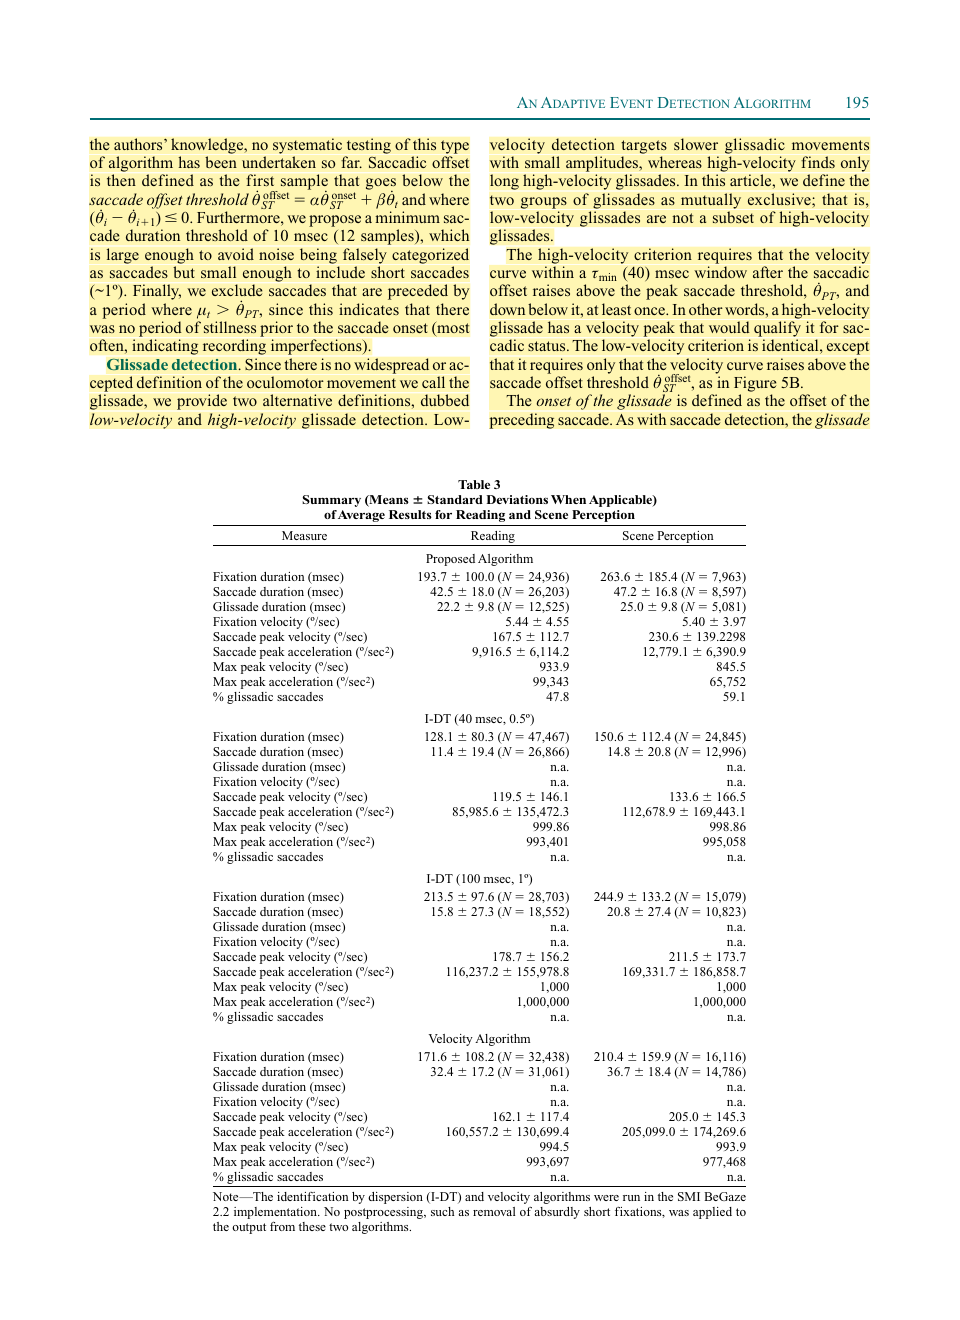 AN ADAPTIVE EVENT DETECTION ALGORITHM 195
the authors' knowledge, no systematic testing of this type
of algorithm has been undertaken so far. Saccadic offset
is then defined as the first sample that goes below the
saccade offset threshold θ̇_ST^offset = αθ̇_ST^onset + βθ̇_t and where
(θ̇_i − θ̇_i+1) ≤ 0. Furthermore, we propose a minimum sac-
cade duration threshold of 10 msec (12 samples), which
is large enough to avoid noise being falsely categorized
as saccades but small enough to include short saccades
(~1º). Finally, we exclude saccades that are preceded by
a period where μ_t > θ̇_PT, since this indicates that there
was no period of stillness prior to the saccade onset (most
often, indicating recording imperfections).
Glissade detection. Since there is no widespread or ac-
cepted definition of the oculomotor movement we call the
glissade, we provide two alternative definitions, dubbed
low-velocity and high-velocity glissade detection. Low-
velocity detection targets slower glissadic movements
with small amplitudes, whereas high-velocity finds only
long high-velocity glissades. In this article, we define the
two groups of glissades as mutually exclusive; that is,
low-velocity glissades are not a subset of high-velocity
glissades.
The high-velocity criterion requires that the velocity
curve within a τ_min (40) msec window after the saccadic
offset raises above the peak saccade threshold, θ̇_PT, and
down below it, at least once. In other words, a high-velocity
glissade has a velocity peak that would qualify it for sac-
cadic status. The low-velocity criterion is identical, except
that it requires only that the velocity curve raises above the
saccade offset threshold θ̇_ST^offset, as in Figure 5B.
The onset of the glissade is defined as the offset of the
preceding saccade. As with saccade detection, the glissade
Table 3
Summary (Means ± Standard Deviations When Applicable)
of Average Results for Reading and Scene Perception
Measure Reading Scene Perception
Proposed Algorithm
Fixation duration (msec) 193.7 ± 100.0 (N = 24,936) 263.6 ± 185.4 (N = 7,963)
Saccade duration (msec) 42.5 ± 18.0 (N = 26,203) 47.2 ± 16.8 (N = 8,597)
Glissade duration (msec) 22.2 ± 9.8 (N = 12,525) 25.0 ± 9.8 (N = 5,081)
Fixation velocity (º/sec) 5.44 ± 4.55 5.40 ± 3.97
Saccade peak velocity (º/sec) 167.5 ± 112.7 230.6 ± 139.2298
Saccade peak acceleration (º/sec²) 9,916.5 ± 6,114.2 12,779.1 ± 6,390.9
Max peak velocity (º/sec) 933.9 845.5
Max peak acceleration (º/sec²) 99,343 65,752
% glissadic saccades 47.8 59.1
I-DT (40 msec, 0.5º)
Fixation duration (msec) 128.1 ± 80.3 (N = 47,467) 150.6 ± 112.4 (N = 24,845)
Saccade duration (msec) 11.4 ± 19.4 (N = 26,866) 14.8 ± 20.8 (N = 12,996)
Glissade duration (msec) n.a. n.a.
Fixation velocity (º/sec) n.a. n.a.
Saccade peak velocity (º/sec) 119.5 ± 146.1 133.6 ± 166.5
Saccade peak acceleration (º/sec²) 85,985.6 ± 135,472.3 112,678.9 ± 169,443.1
Max peak velocity (º/sec) 999.86 998.86
Max peak acceleration (º/sec²) 993,401 995,058
% glissadic saccades n.a. n.a.
I-DT (100 msec, 1º)
Fixation duration (msec) 213.5 ± 97.6 (N = 28,703) 244.9 ± 133.2 (N = 15,079)
Saccade duration (msec) 15.8 ± 27.3 (N = 18,552) 20.8 ± 27.4 (N = 10,823)
Glissade duration (msec) n.a. n.a.
Fixation velocity (º/sec) n.a. n.a.
Saccade peak velocity (º/sec) 178.7 ± 156.2 211.5 ± 173.7
Saccade peak acceleration (º/sec²) 116,237.2 ± 155,978.8 169,331.7 ± 186,858.7
Max peak velocity (º/sec) 1,000 1,000
Max peak acceleration (º/sec²) 1,000,000 1,000,000
% glissadic saccades n.a. n.a.
Velocity Algorithm
Fixation duration (msec) 171.6 ± 108.2 (N = 32,438) 210.4 ± 159.9 (N = 16,116)
Saccade duration (msec) 32.4 ± 17.2 (N = 31,061) 36.7 ± 18.4 (N = 14,786)
Glissade duration (msec) n.a. n.a.
Fixation velocity (º/sec) n.a. n.a.
Saccade peak velocity (º/sec) 162.1 ± 117.4 205.0 ± 145.3
Saccade peak acceleration (º/sec²) 160,557.2 ± 130,699.4 205,099.0 ± 174,269.6
Max peak velocity (º/sec) 994.5 993.9
Max peak acceleration (º/sec²) 993,697 977,468
% glissadic saccades n.a. n.a.
Note—The identification by dispersion (I-DT) and velocity algorithms were run in the SMI BeGaze
2.2 implementation. No postprocessing, such as removal of absurdly short fixations, was applied to
the output from these two algorithms.